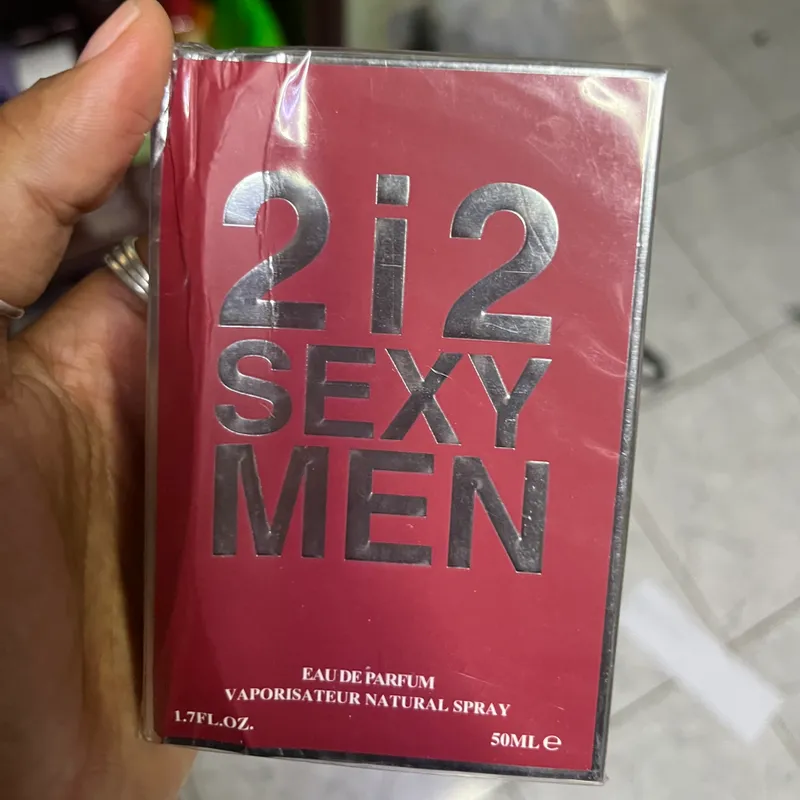 2i2
SEXY
MEN
EAU DE PARFUM
VAPORISATEUR NATURAL SPRAY
1.7FL.OZ.
50ML ℮